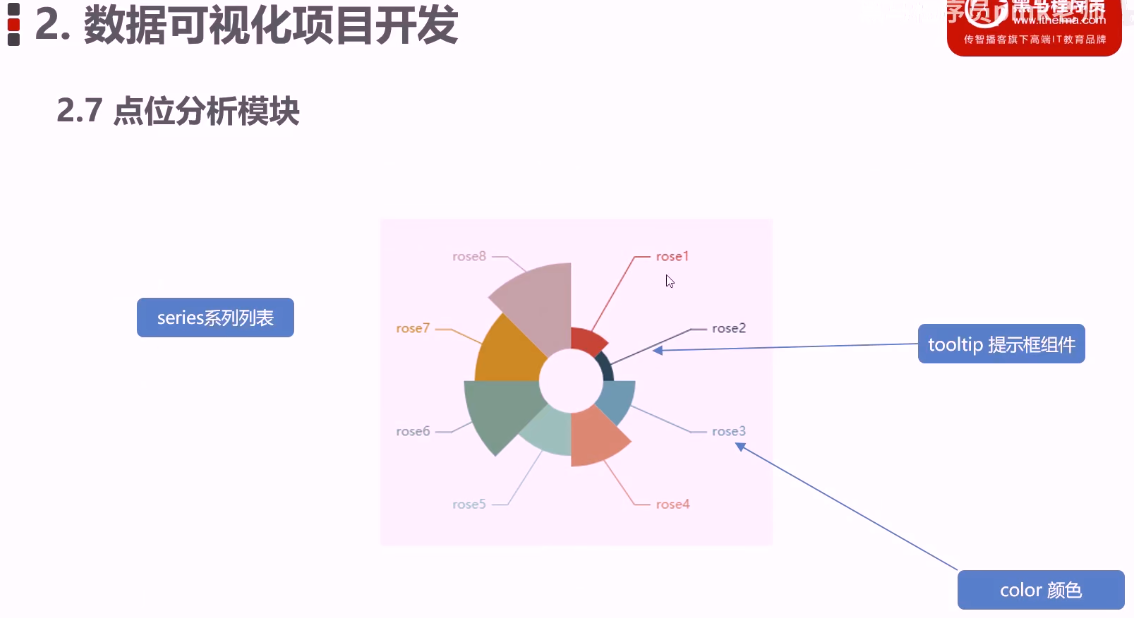 2. 数据可视化项目开发
www.itheima.com
传智播客旗下高端IT教育品牌
2.7 点位分析模块
rose8
rose1
series系列列表
rose7
rose2
tooltip 提示框组件
rose6
rose3
rose5
rose4
color 颜色